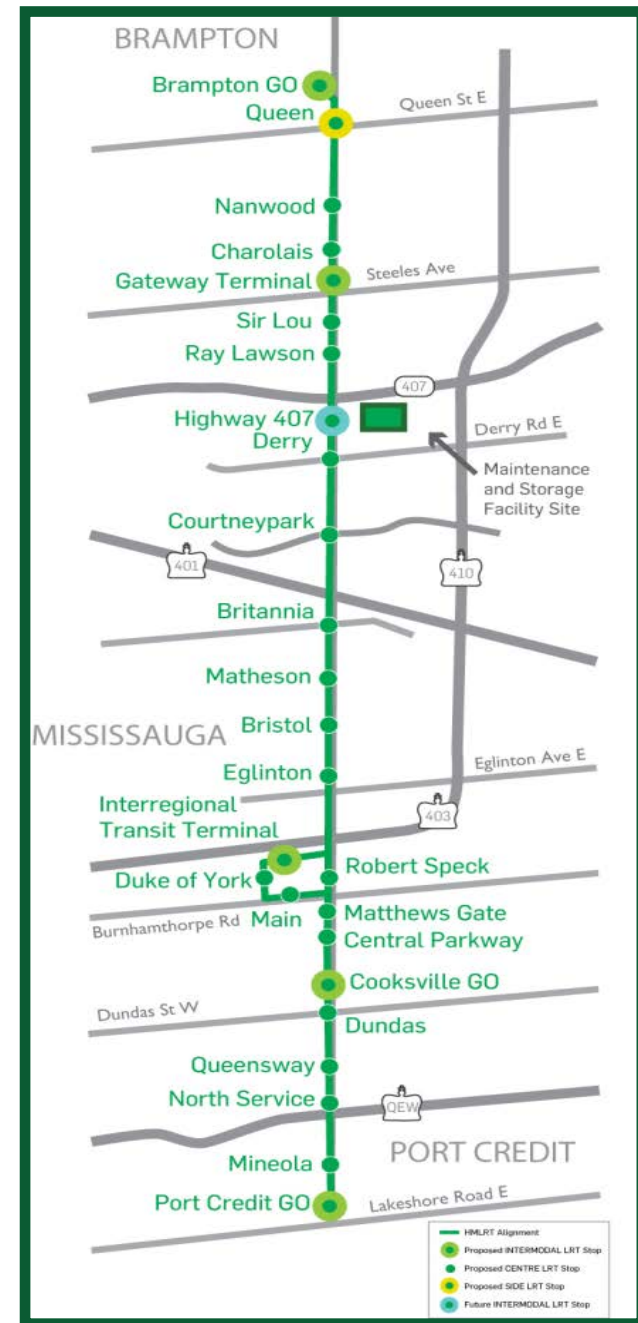 BRAMPTON
Brampton GO
Queen
Queen St E
Nanwood
Charolais
Gateway Terminal
Steeles Ave
Sir Lou
Ray Lawson
407
Highway 407
Derry
Derry Rd E
Maintenance
and Storage
Facility Site
Courtneypark
401
410
Britannia
Matheson
MISSISSAUGA
Bristol
Eglinton
Eglinton Ave E
403
Interregional
Transit Terminal
Duke of York
Robert Speck
Main
Burnhamthorpe Rd
Matthews Gate
Central Parkway
Cooksville GO
Dundas St W
Dundas
Queensway
North Service
QEW
PORT CREDIT
Mineola
Port Credit GO
Lakeshore Road E
HMLRT Alignment
Proposed INTERMODAL LRT Stop
Proposed CENTRE LRT Stop
Proposed SIDE LRT Stop
Future INTERMODAL LRT Stop